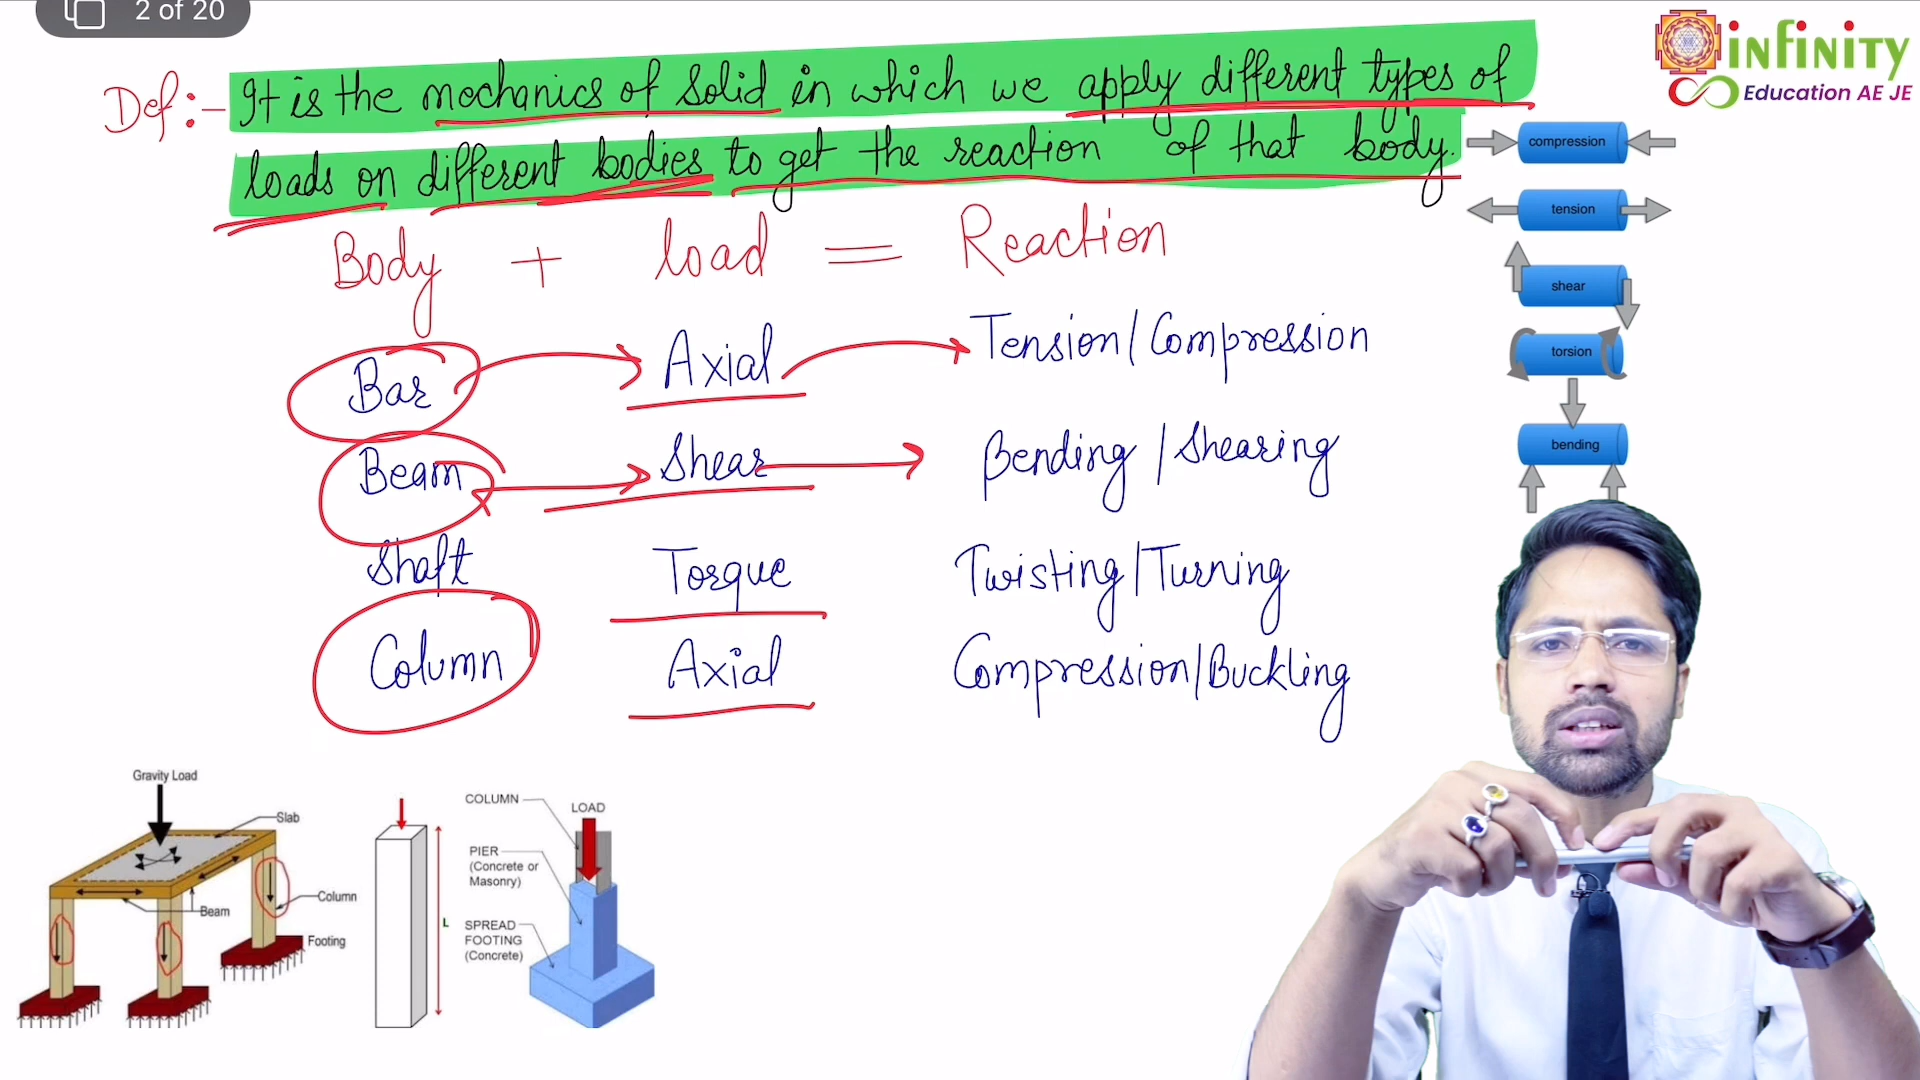 2 of 20
infinity
Education AE JE
Def:- It is the mechanics of Solid in which we apply different types of
loads on different bodies to get the reaction of that body.
Body + load = Reaction
Bar Axial Tension/Compression
Beam Shear Bending/Shearing
Shaft Torque Twisting/Turning
Column Axial Compression/Buckling
compression
tension
shear
torsion
bending
Gravity Load
Slab
Column
Beam
Footing
L
COLUMN
LOAD
PIER
(Concrete or
Masonry)
SPREAD
FOOTING
(Concrete)